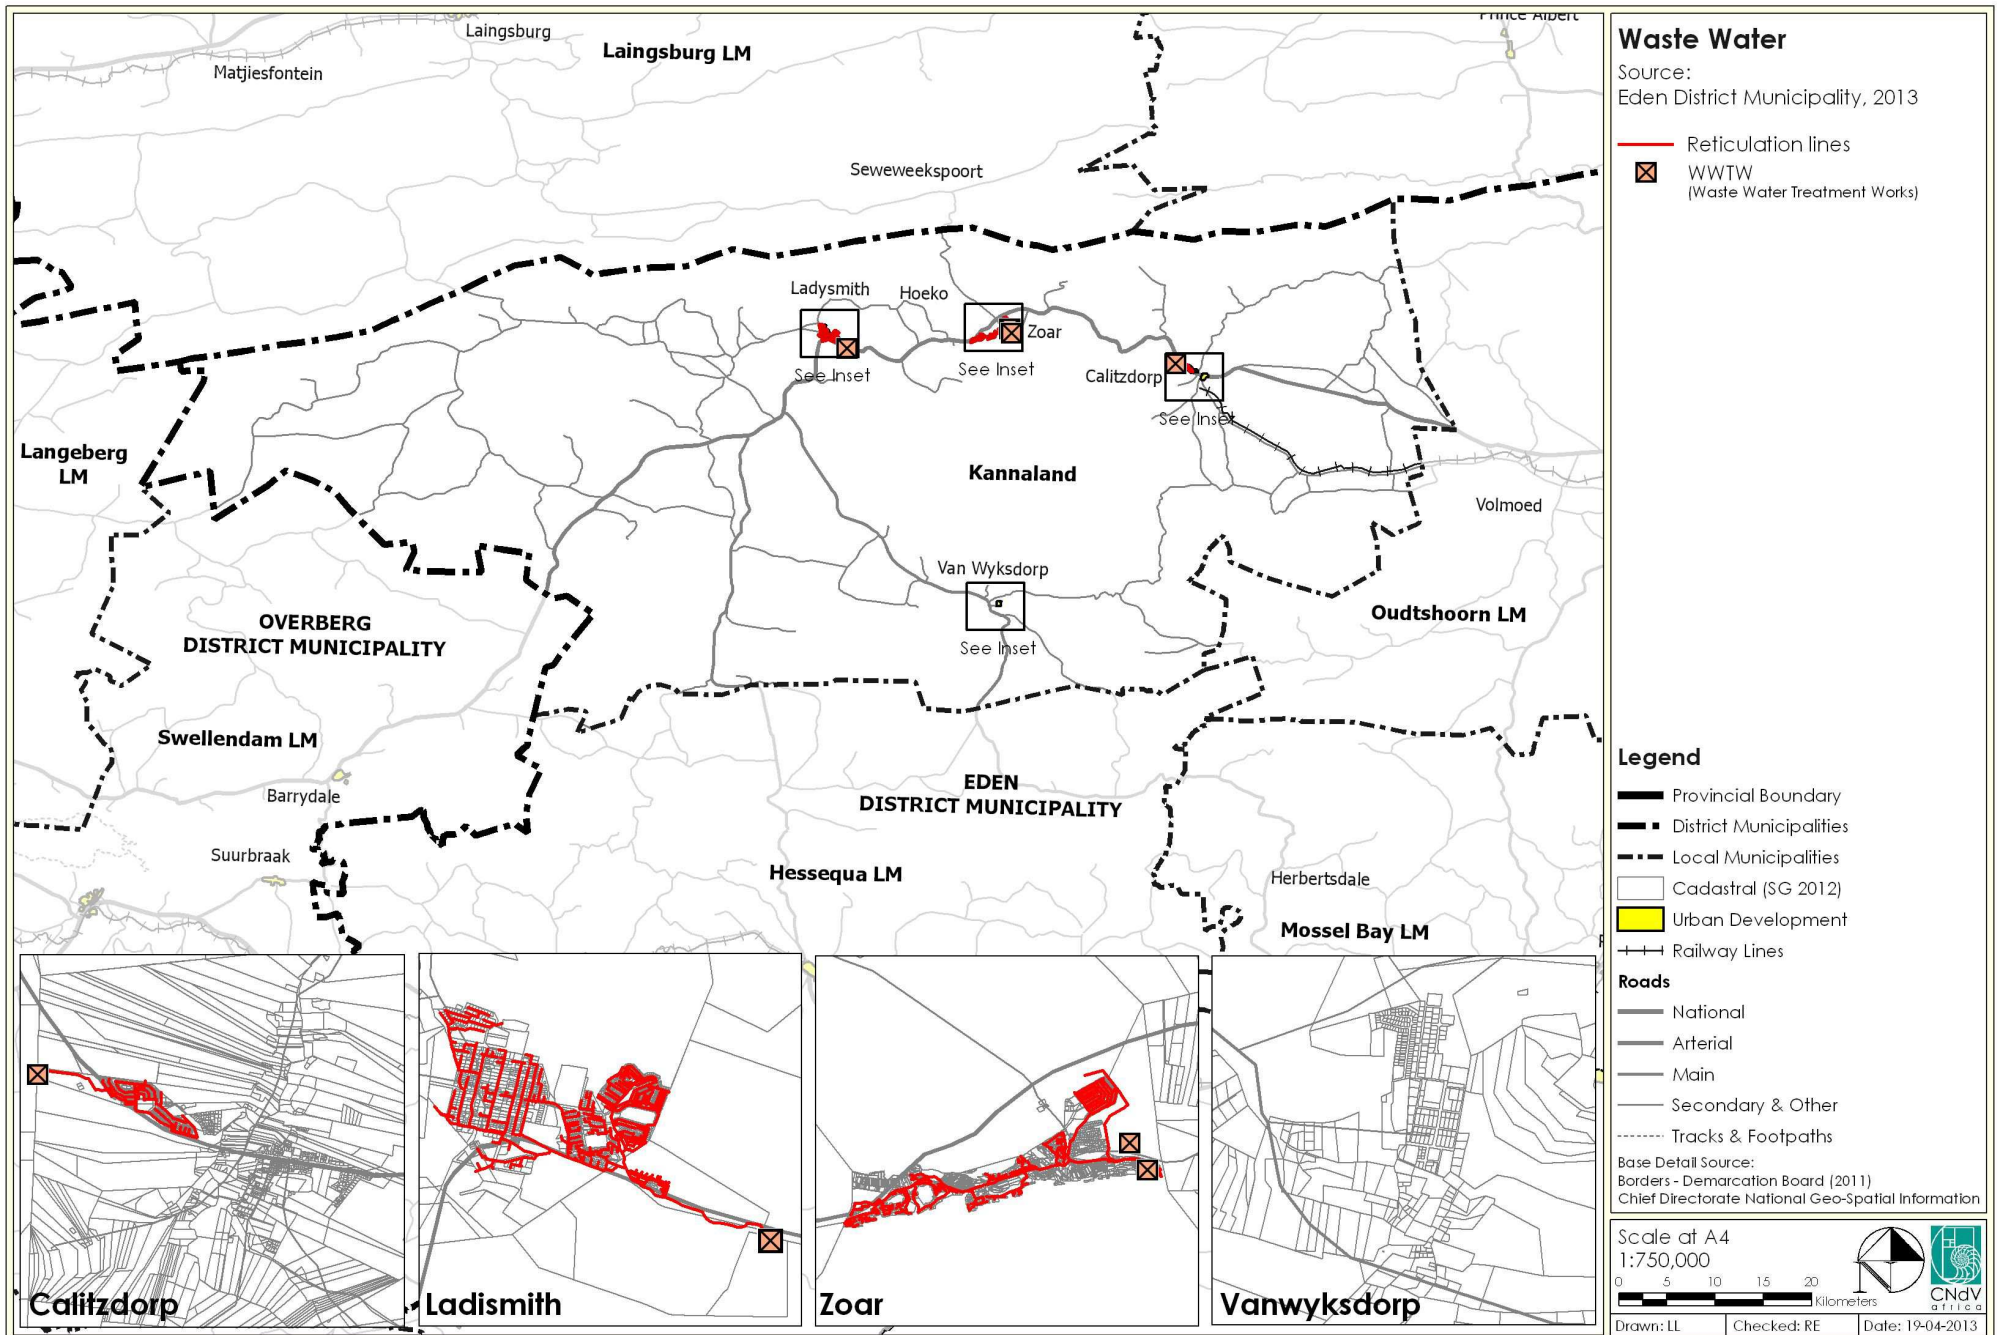 Laingsburg
Laingsburg LM
Matjiesfontein
Prince Albert
Seweweekspoort
Ladysmith
Hoeko
Zoar
See Inset
See Inset
Calitzdorp
See Inset
Langeberg
LM
Kannaland
Volmoed
Van Wyksdorp
See Inset
OVERBERG
DISTRICT MUNICIPALITY
Oudtshoorn LM
Swellendam LM
EDEN
DISTRICT MUNICIPALITY
Barrydale
Suurbraak
Hessequa LM
Herbertsdale
Mossel Bay LM
Calitzdorp
Ladismith
Zoar
Vanwyksdorp
Waste Water
Source:
Eden District Municipality, 2013
Reticulation lines
WWTW
(Waste Water Treatment Works)
Legend
Provincial Boundary
District Municipalities
Local Municipalities
Cadastral (SG 2012)
Urban Development
Railway Lines
Roads
National
Arterial
Main
Secondary & Other
Tracks & Footpaths
Base Detail Source:
Borders - Demarcation Board (2011)
Chief Directorate National Geo-Spatial Information
Scale at A4
1:750,000
0 5 10 15 20
Kilometers
CNdV
africa
Drawn: LL
Checked: RE
Date: 19-04-2013